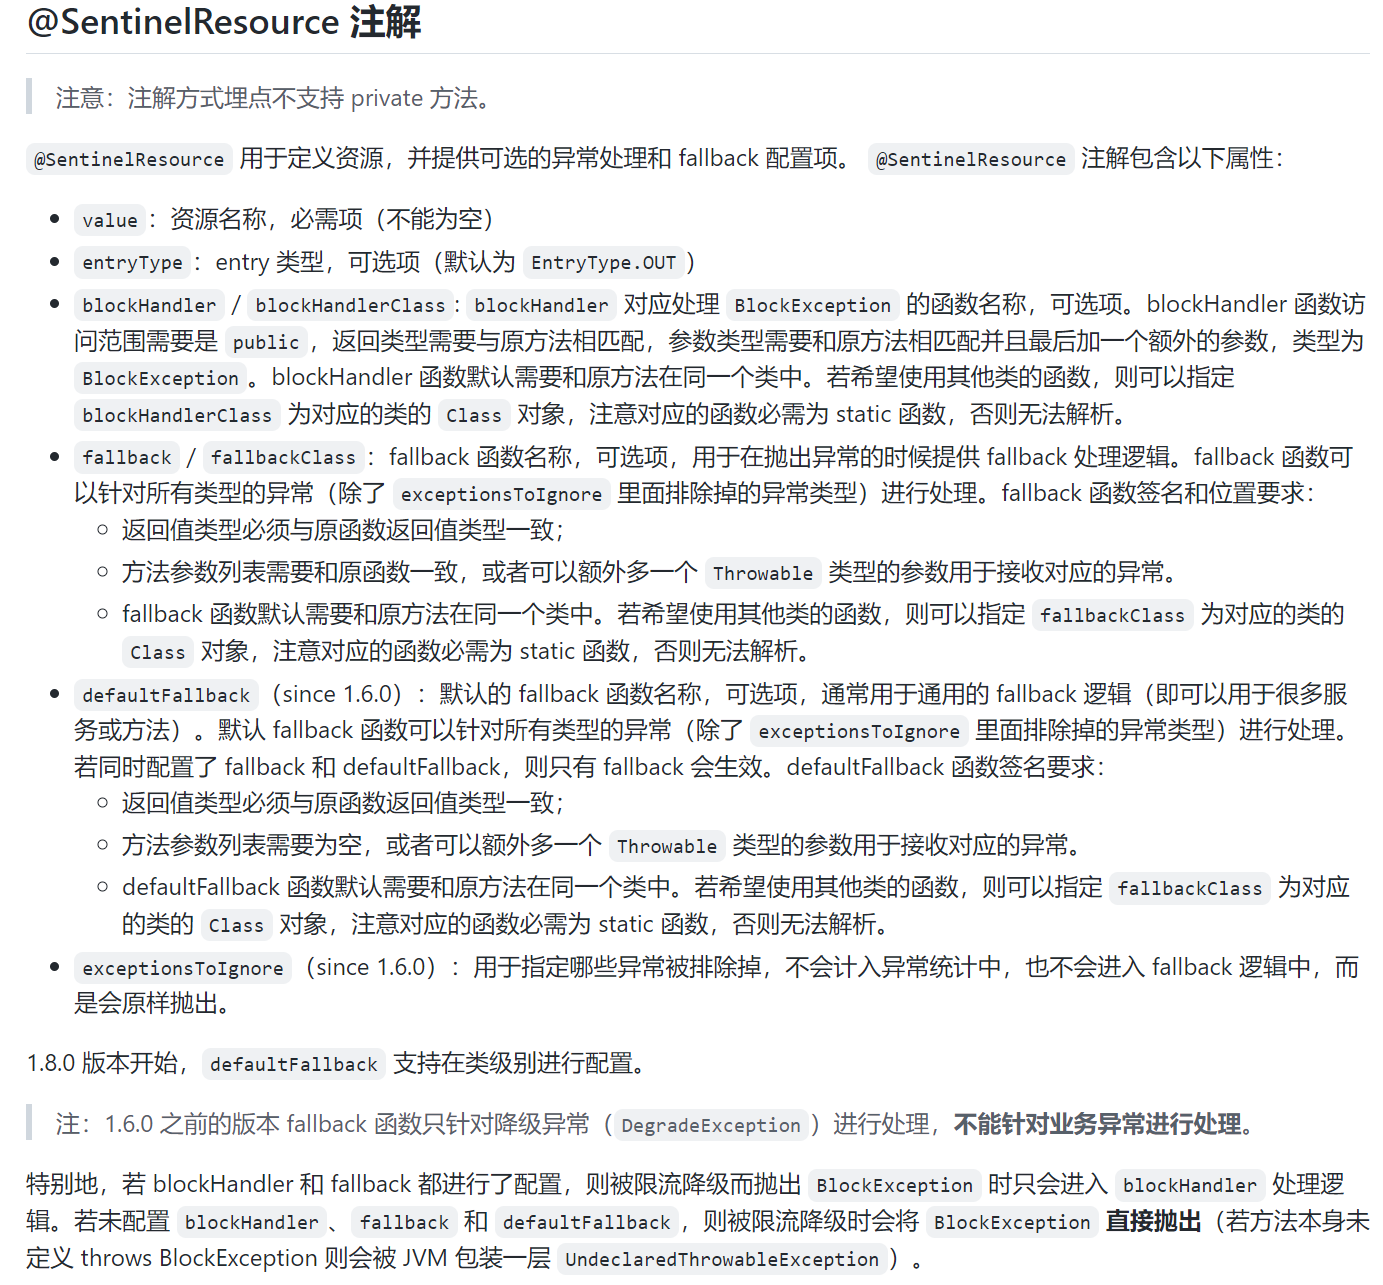 @SentinelResource 注解
注意：注解方式埋点不支持 private 方法。
@SentinelResource 用于定义资源，并提供可选的异常处理和 fallback 配置项。 @SentinelResource 注解包含以下属性：
value：资源名称，必需项（不能为空）
entryType：entry 类型，可选项（默认为 EntryType.OUT）
blockHandler / blockHandlerClass: blockHandler 对应处理 BlockException 的函数名称，可选项。blockHandler 函数访
问范围需要是 public，返回类型需要与原方法相匹配，参数类型需要和原方法相匹配并且最后加一个额外的参数，类型为
BlockException。blockHandler 函数默认需要和原方法在同一个类中。若希望使用其他类的函数，则可以指定
blockHandlerClass 为对应的类的 Class 对象，注意对应的函数必需为 static 函数，否则无法解析。
fallback / fallbackClass：fallback 函数名称，可选项，用于在抛出异常的时候提供 fallback 处理逻辑。fallback 函数可
以针对所有类型的异常（除了 exceptionsToIgnore 里面排除掉的异常类型）进行处理。fallback 函数签名和位置要求：
返回值类型必须与原函数返回值类型一致；
方法参数列表需要和原函数一致，或者可以额外多一个 Throwable 类型的参数用于接收对应的异常。
fallback 函数默认需要和原方法在同一个类中。若希望使用其他类的函数，则可以指定 fallbackClass 为对应的类的
Class 对象，注意对应的函数必需为 static 函数，否则无法解析。
defaultFallback（since 1.6.0）：默认的 fallback 函数名称，可选项，通常用于通用的 fallback 逻辑（即可以用于很多服
务或方法）。默认 fallback 函数可以针对所有类型的异常（除了 exceptionsToIgnore 里面排除掉的异常类型）进行处理。
若同时配置了 fallback 和 defaultFallback，则只有 fallback 会生效。defaultFallback 函数签名要求：
返回值类型必须与原函数返回值类型一致；
方法参数列表需要为空，或者可以额外多一个 Throwable 类型的参数用于接收对应的异常。
defaultFallback 函数默认需要和原方法在同一个类中。若希望使用其他类的函数，则可以指定 fallbackClass 为对应
的类的 Class 对象，注意对应的函数必需为 static 函数，否则无法解析。
exceptionsToIgnore（since 1.6.0）：用于指定哪些异常被排除掉，不会计入异常统计中，也不会进入 fallback 逻辑中，而
是会原样抛出。
1.8.0 版本开始，defaultFallback 支持在类级别进行配置。
注：1.6.0 之前的版本 fallback 函数只针对降级异常（DegradeException）进行处理，不能针对业务异常进行处理。
特别地，若 blockHandler 和 fallback 都进行了配置，则被限流降级而抛出 BlockException 时只会进入 blockHandler 处理逻
辑。若未配置 blockHandler、fallback 和 defaultFallback，则被限流降级时会将 BlockException 直接抛出（若方法本身未
定义 throws BlockException 则会被 JVM 包装一层 UndeclaredThrowableException）。